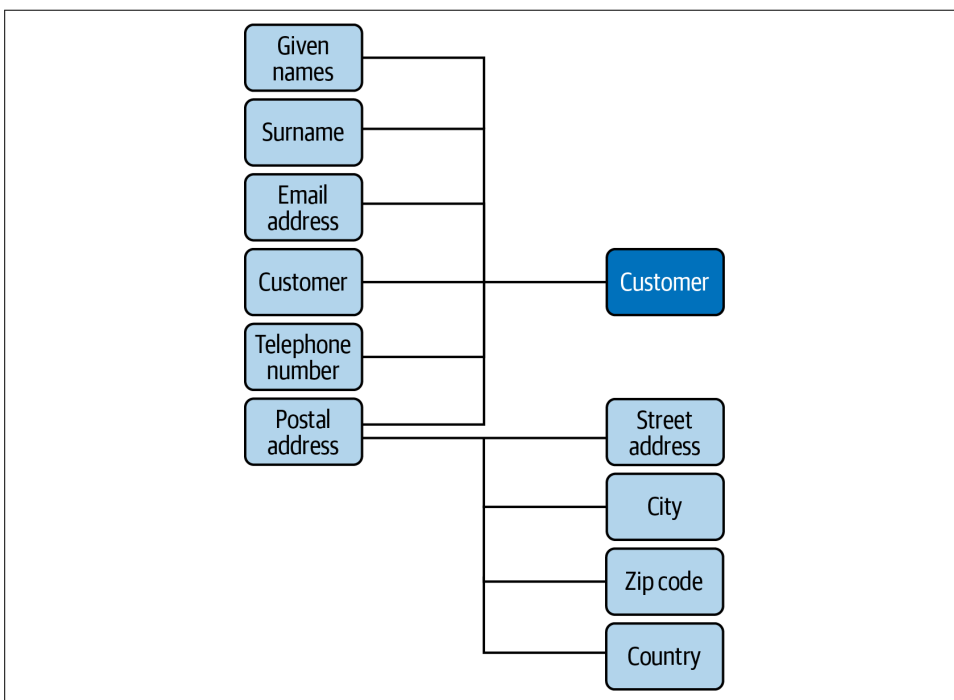 Given
names
Surname
Email
address
Customer
Customer
Telephone
number
Postal
address
Street
address
City
Zip code
Country